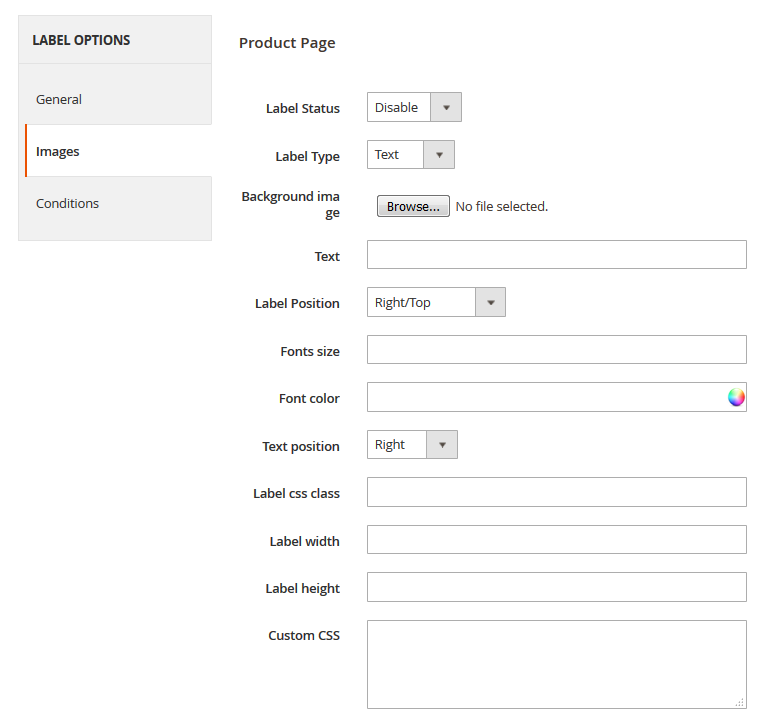 LABEL OPTIONS
General
Images
Conditions
Product Page
Label Status Disable
Label Type Text
Background ima
ge
Browse... No file selected.
Text
Label Position Right/Top
Fonts size
Font color
Text position Right
Label css class
Label width
Label height
Custom CSS